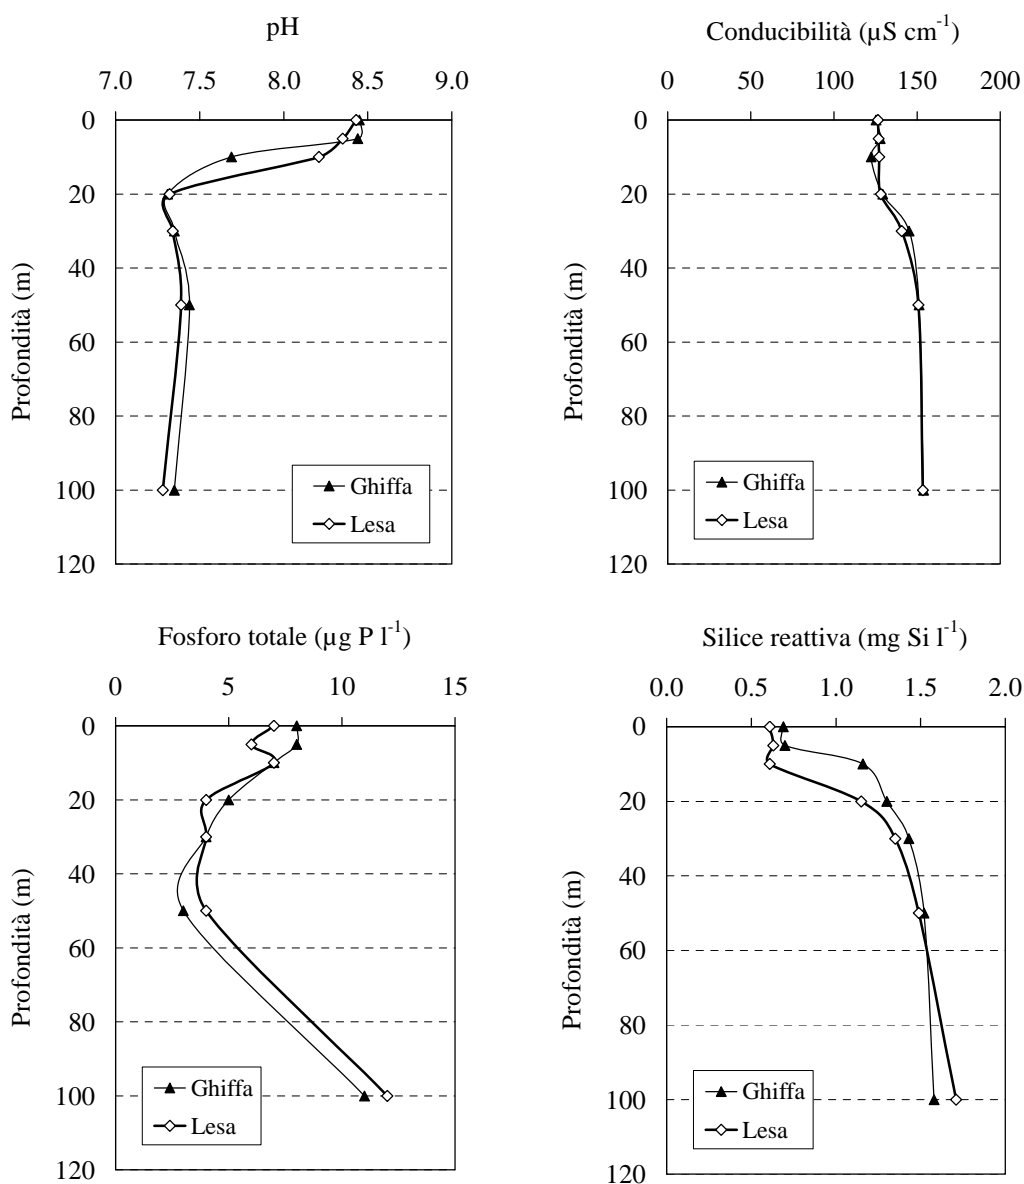 pH
7.0 7.5 8.0 8.5 9.0
0
20
40
60
80
100
120
Profondità (m)
Ghiffa
Lesa
Conducibilità (µS cm-1)
0 50 100 150 200
0
20
40
60
80
100
120
Profondità (m)
Ghiffa
Lesa
Fosforo totale (µg P l-1)
0 5 10 15
0
20
40
60
80
100
120
Profondità (m)
Ghiffa
Lesa
Silice reattiva (mg Si l-1)
0.0 0.5 1.0 1.5 2.0
0
20
40
60
80
100
120
Profondità (m)
Ghiffa
Lesa